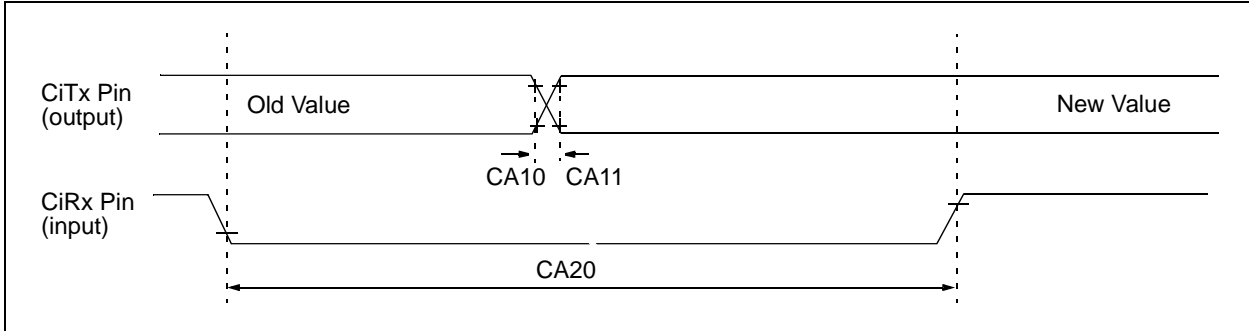 CiTx Pin
(output)
Old Value
New Value
CA10 CA11
CiRx Pin
(input)
CA20